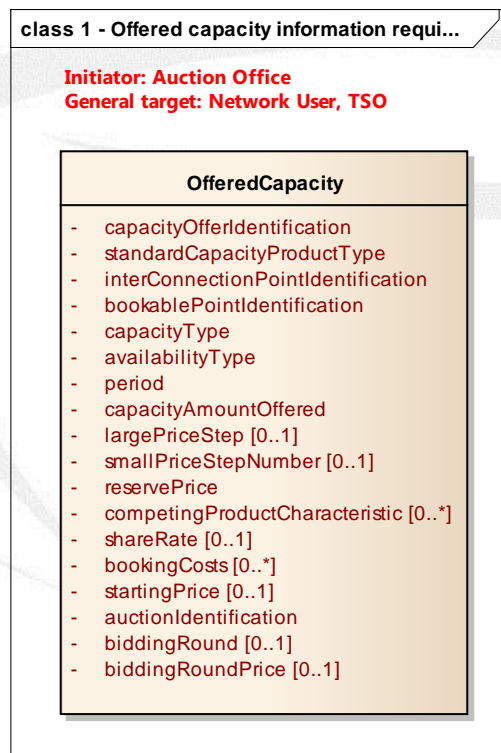 class 1 - Offered capacity information requi...
Initiator: Auction Office
General target: Network User, TSO
OfferedCapacity
- capacityOfferIdentification
- standardCapacityProductType
- interConnectionPointIdentification
- bookablePointIdentification
- capacityType
- availabilityType
- period
- capacityAmountOffered
- largePriceStep [0..1]
- smallPriceStepNumber [0..1]
- reservePrice
- competingProductCharacteristic [0..*]
- shareRate [0..1]
- bookingCosts [0..*]
- startingPrice [0..1]
- auctionIdentification
- biddingRound [0..1]
- biddingRoundPrice [0..1]